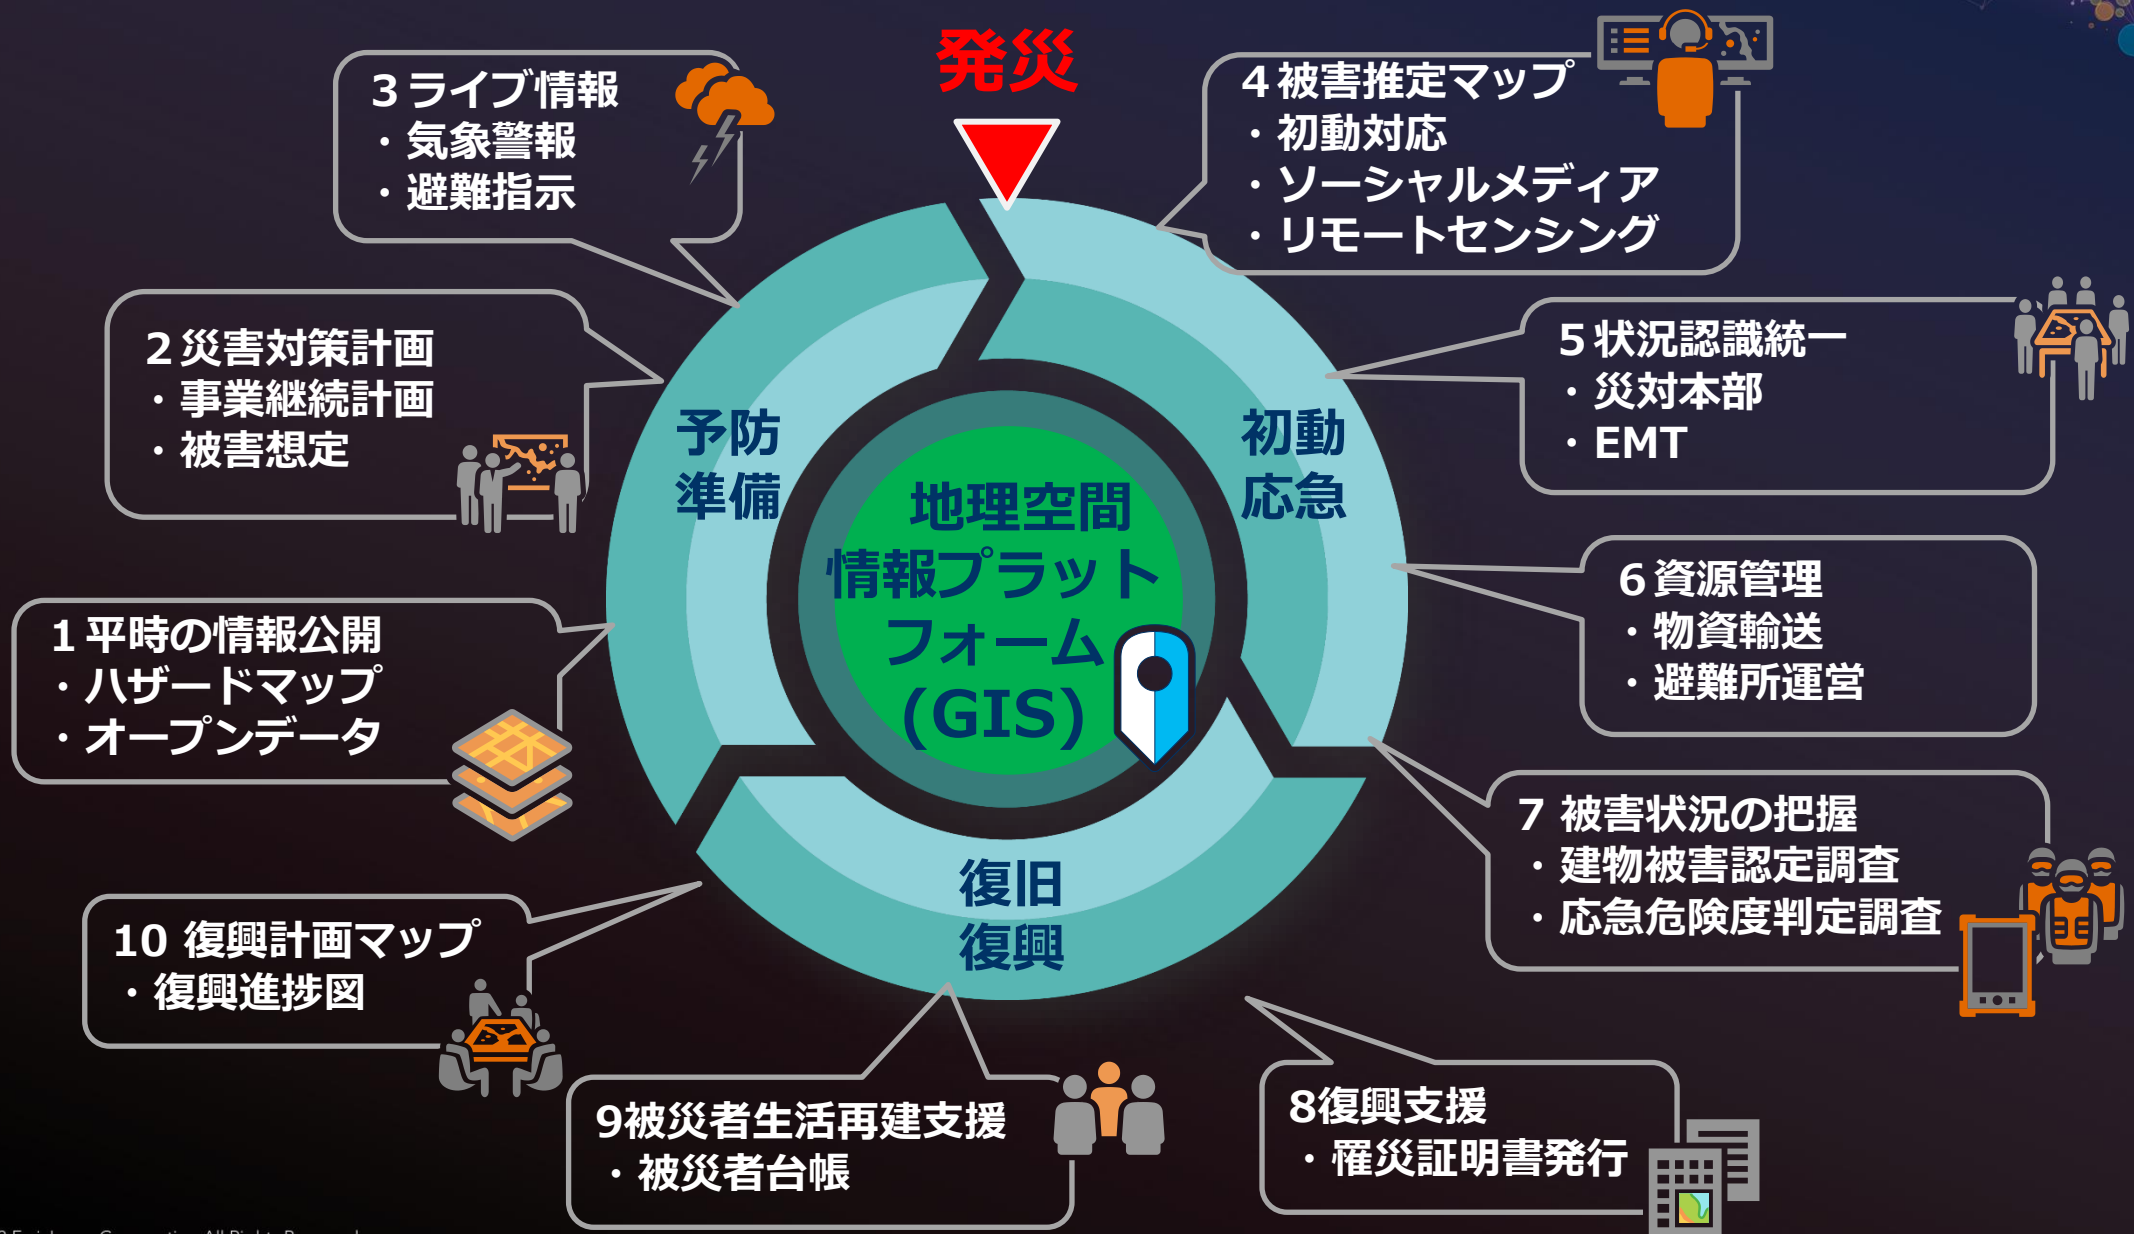 発災
3 ライブ情報
・気象警報
・避難指示
4 被害推定マップ
・初動対応
・ソーシャルメディア
・リモートセンシング
2 災害対策計画
・事業継続計画
・被害想定
5 状況認識統一
・災対本部
・EMT
予防
準備
初動
応急
地理空間
情報プラット
フォーム
(GIS)
1 平時の情報公開
・ハザードマップ
・オープンデータ
6 資源管理
・物資輸送
・避難所運営
7 被害状況の把握
・建物被害認定調査
・応急危険度判定調査
復旧
復興
10 復興計画マップ
・復興進捗図
9被災者生活再建支援
・被災者台帳
8復興支援
・罹災証明書発行